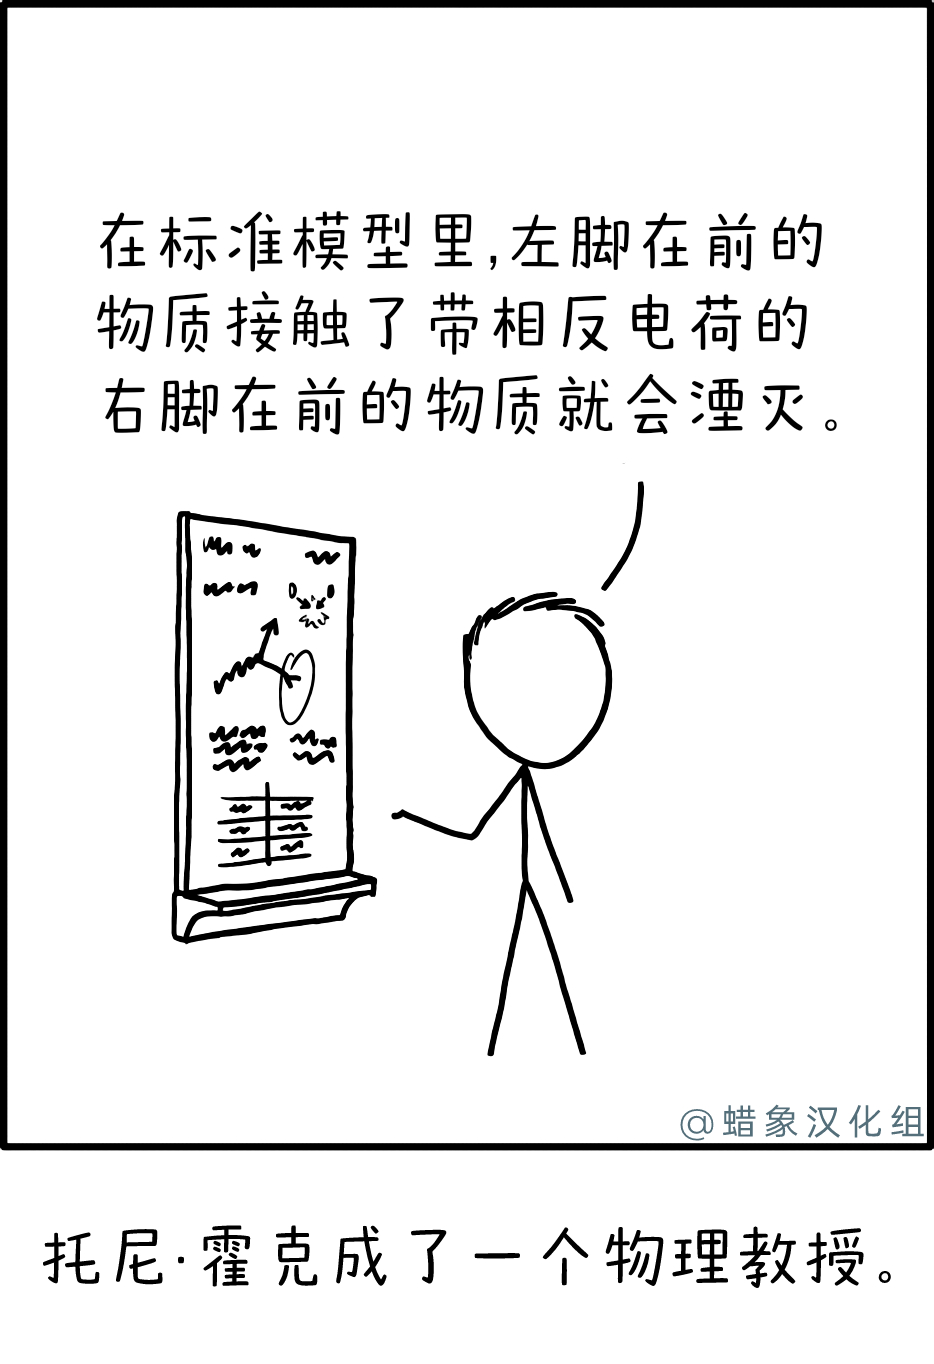 在标准模型里,左脚在前的
物质接触了带相反电荷的
右脚在前的物质就会湮灭。
@蜡象汉化组
托尼·霍克成了一个物理教授。